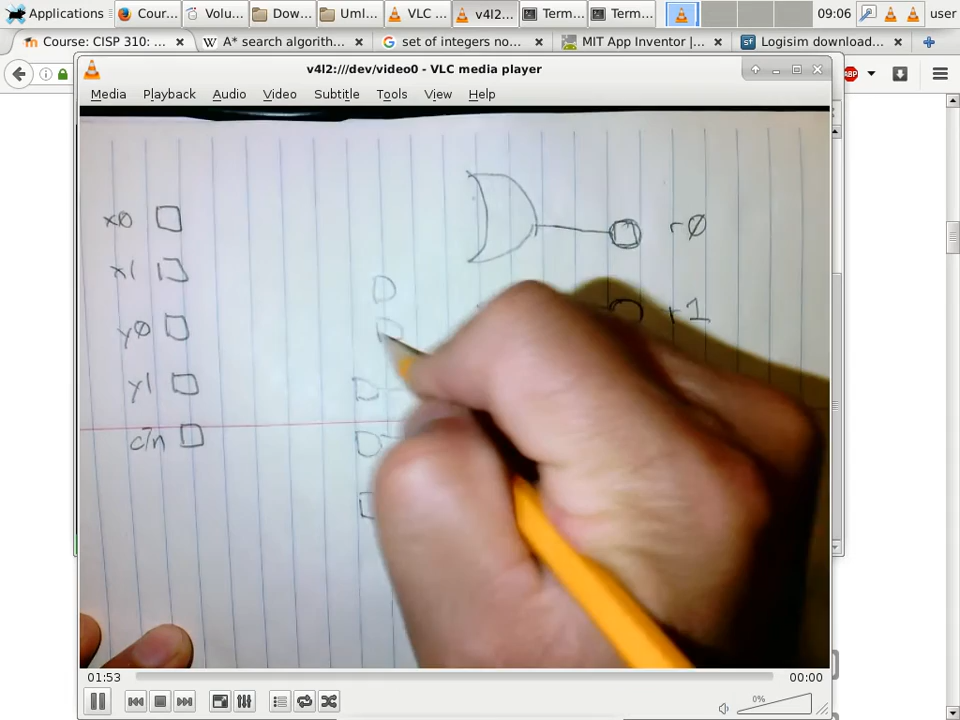 Applications Cour... Volu... Dow... Uml... VLC ... v4l2... Term... Term... 09:06 user
Course: CISP 310: ... A* search algorith... set of integers no... MIT App Inventor |... Logisim download...
ABP
v4l2:///dev/video0 - VLC media player
Media Playback Audio Video Subtitle Tools View Help
x0 r0
x1
y0 r1
y1
cin
01:53 00:00
0%